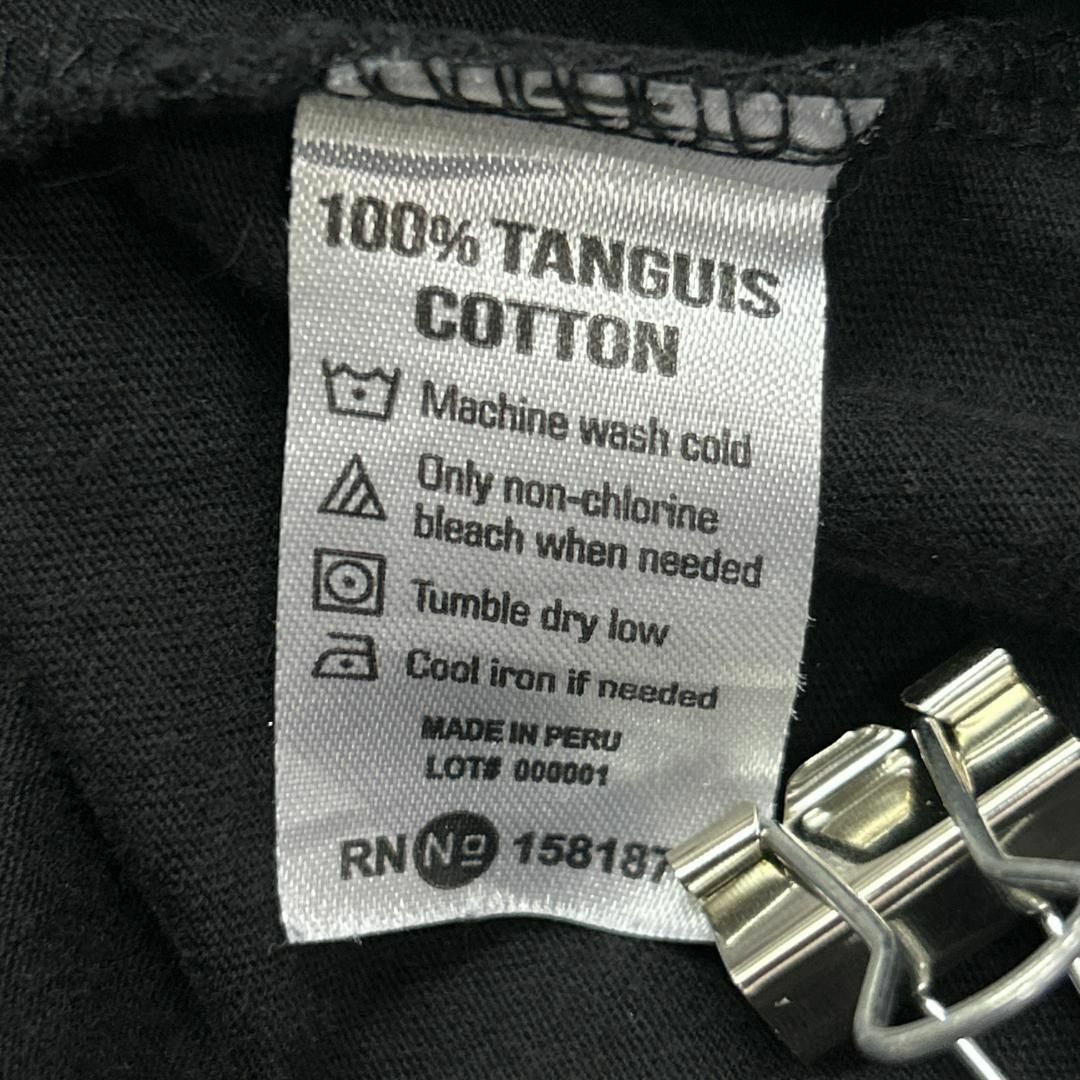 100% TANGUIS
COTTON
Machine wash cold
Only non-chlorine
bleach when needed
Tumble dry low
Cool iron if needed
MADE IN PERU
LOT# 000001
RN No 158187